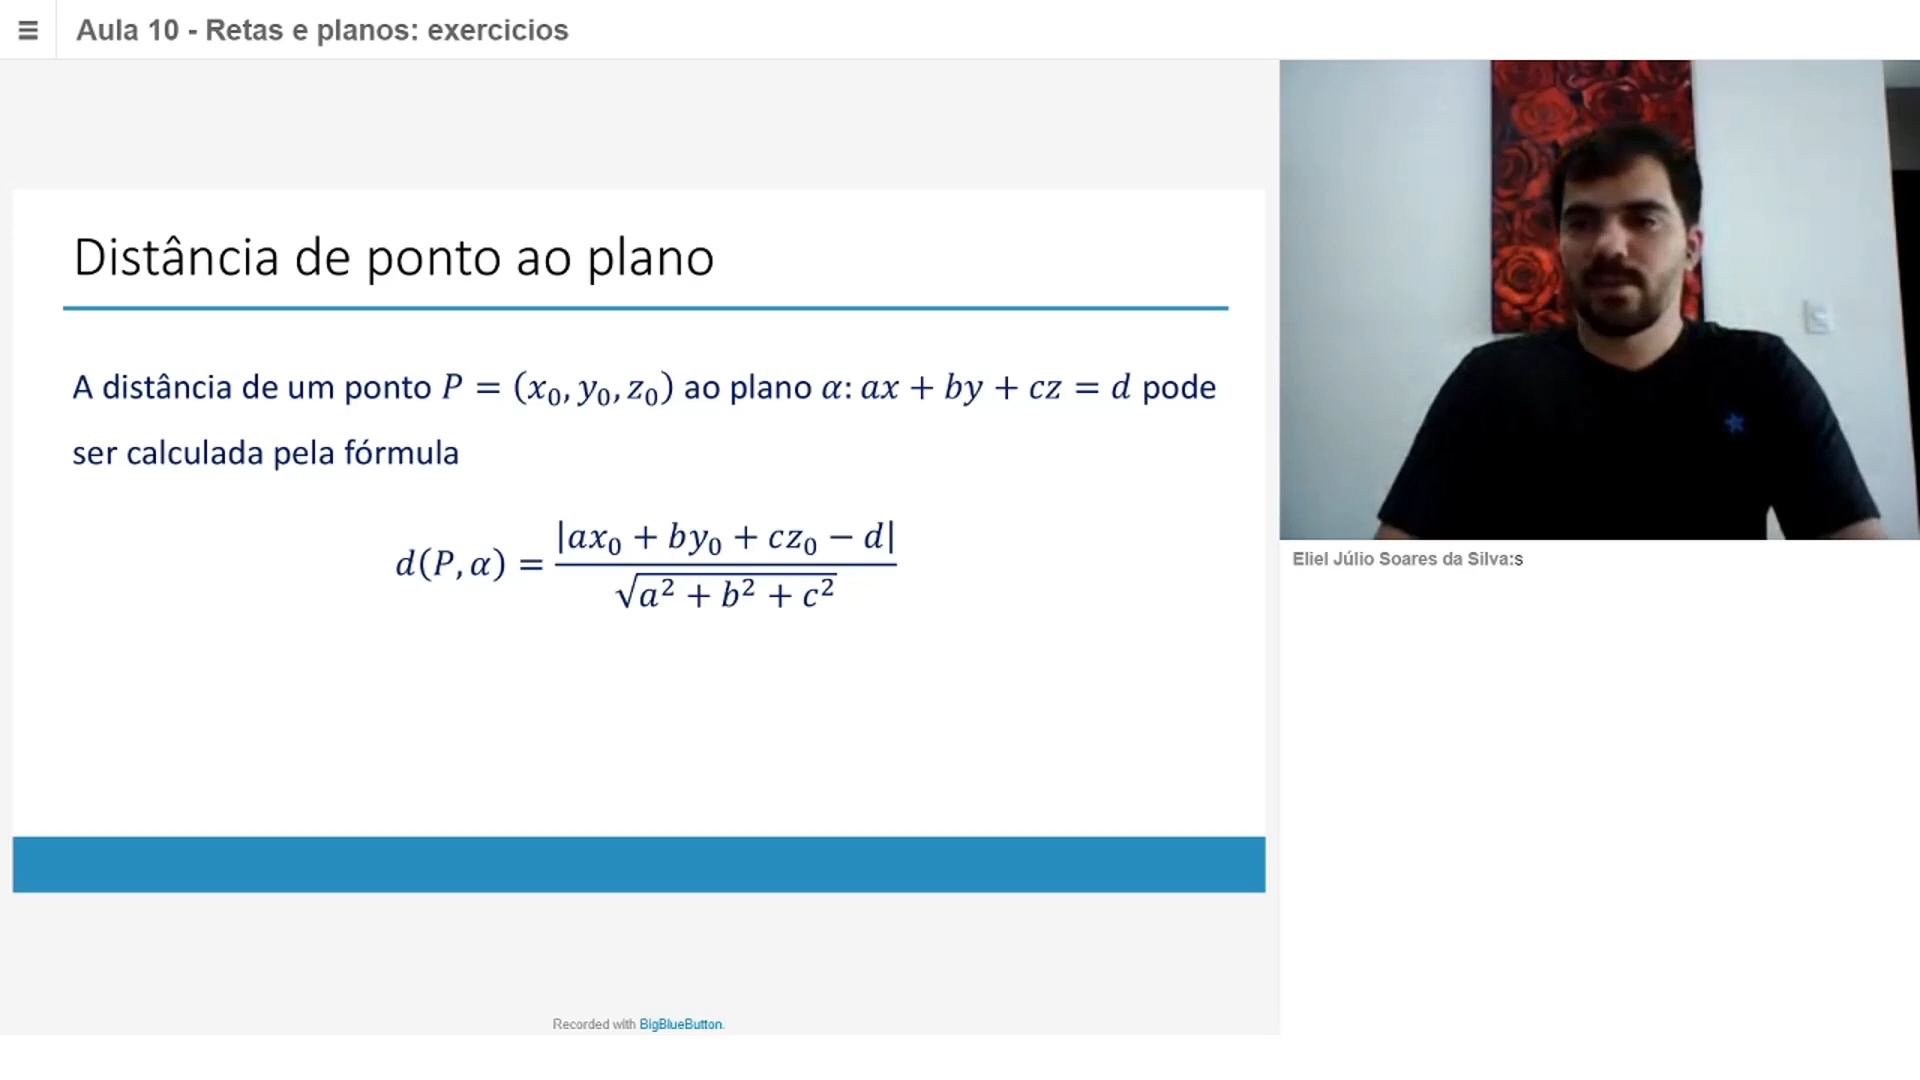 ☰ Aula 10 - Retas e planos: exercicios
Distância de ponto ao plano
A distância de um ponto P = (x₀, y₀, z₀) ao plano α: ax + by + cz = d pode
ser calculada pela fórmula
d(P, α) = |ax₀ + by₀ + cz₀ − d| / √(a² + b² + c²)
Eliel Júlio Soares da Silva:s
Recorded with BigBlueButton.